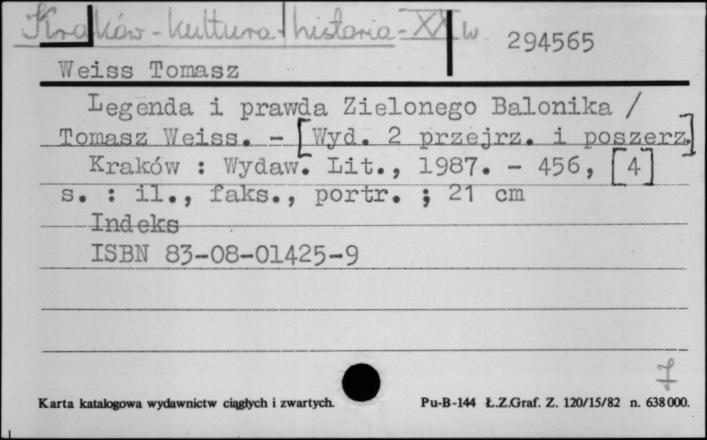 Kraków - kultura - historia - XX w
294565
Weiss Tomasz
Legenda i prawda Zielonego Balonika /
Tomasz Weiss. - [Wyd. 2 przejrz. i poszerz.]
Kraków : Wydaw. Lit., 1987. - 456, [4]
s. : il., faks., portr. ; 21 cm
Indeks
ISBN 83-08-01425-9
7
Karta katalogowa wydawnictw ciągłych i zwartych. Pu-B-144 Ł.Z.Graf. Z. 120/15/82 n. 638000.